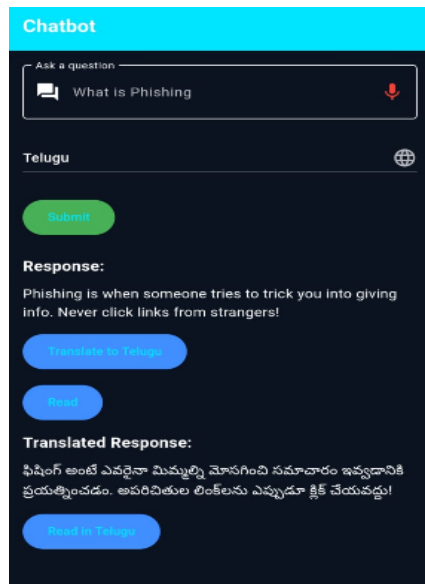 Chatbot
Ask a question
What is Phishing
Telugu
Submit
Response:
Phishing is when someone tries to trick you into giving
info. Never click links from strangers!
Translate to Telugu
Read
Translated Response:
ఫిషింగ్ అంటే ఎవరైనా మిమ్మల్ని మోసగించి సమాచారం ఇవ్వడానికి
ప్రయత్నించడం. అపరిచితుల లింక్‌లను ఎప్పుడూ క్లిక్ చేయవద్దు!
Read in Telugu